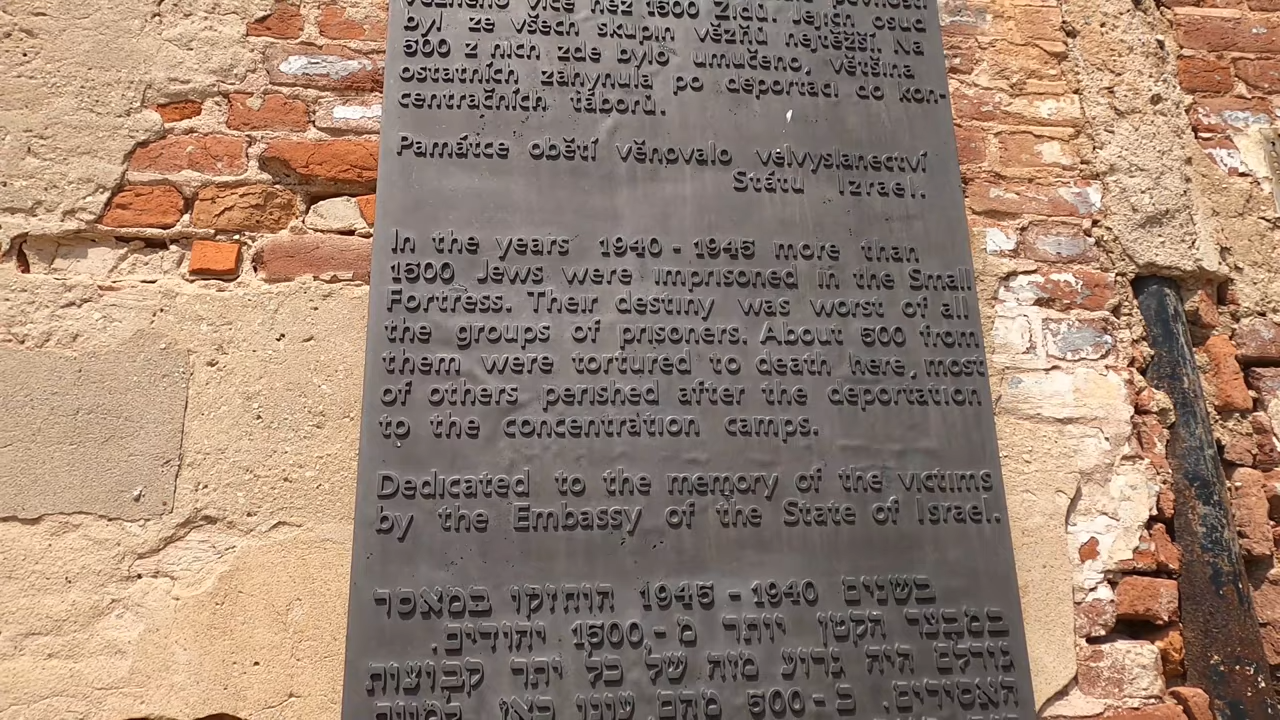 vězněno více než 1500 Židů. Jejich osud
byl ze všech skupin vězňů nejtěžší. Na
500 z nich zde bylo umučeno, většina
ostatních záhynula po deportaci do kon-
centračních táborů.
Památce obětí věnovalo velvyslanectví
Státu Izrael.
In the years 1940 - 1945 more than
1500 Jews were imprisoned in the Small
Fortress. Their destiny was worst of all
the groups of prisoners. About 500 from
them were tortured to death here, most
of others perished after the deportation
to the concentration camps.
Dedicated to the memory of the victims
by the Embassy of the State of Israel.
בשנים 1940 - 1945 הוחזקו במאסר
במבצר הקטן יותר מ-1500 יהודים.
גורלם היה גרוע מזה של כל יתר קבוצות
האסירים. כ-500 מהם עונו כאן למוות